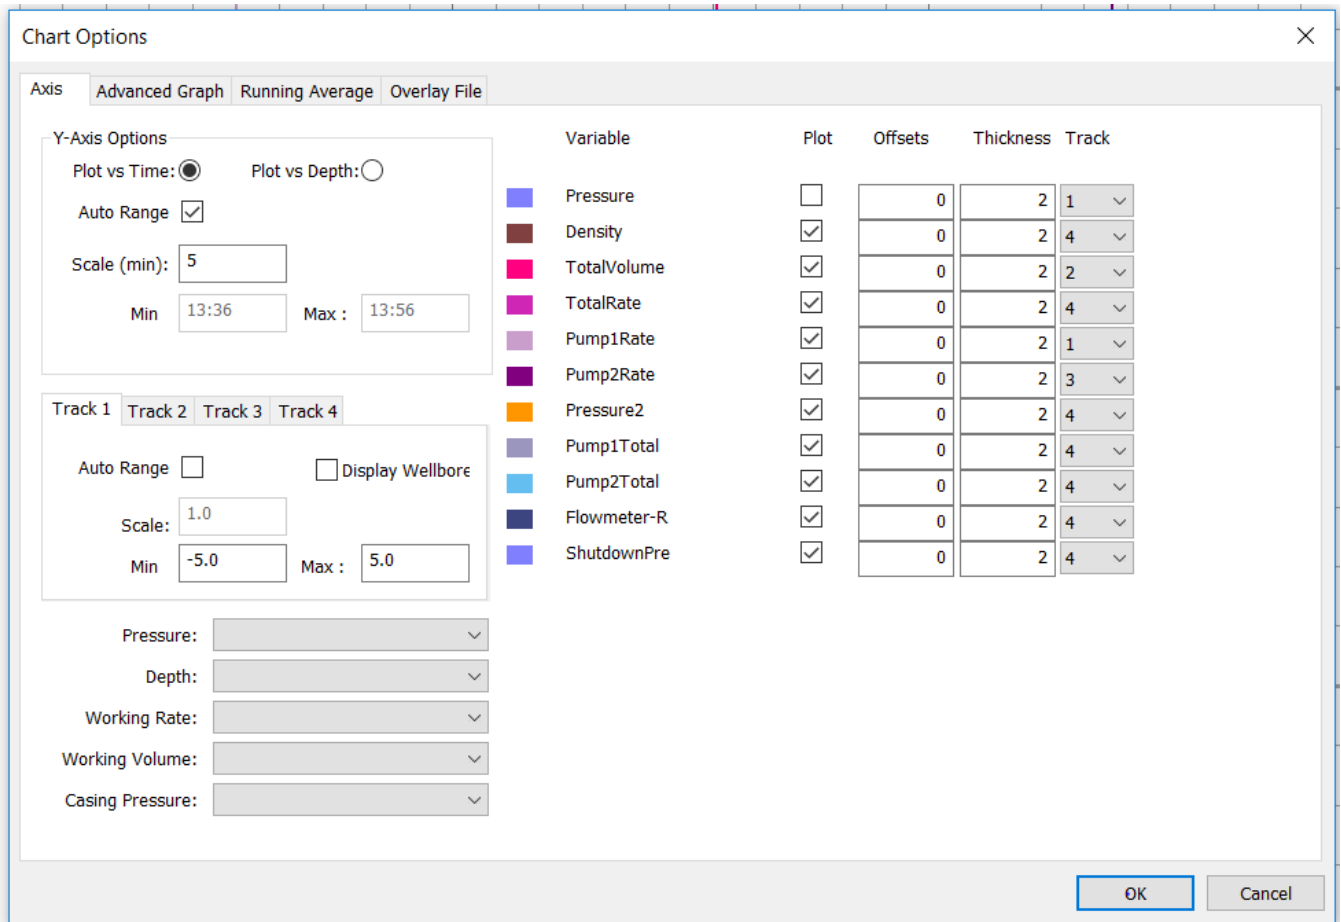 Chart Options
Axis Advanced Graph Running Average Overlay File
Y-Axis Options
Plot vs Time: Plot vs Depth:
Auto Range
Scale (min): 5
Min 13:36 Max : 13:56
Track 1 Track 2 Track 3 Track 4
Auto Range Display Wellbore
Scale: 1.0
Min -5.0 Max : 5.0
Pressure:
Depth:
Working Rate:
Working Volume:
Casing Pressure:
Variable Plot Offsets Thickness Track
Pressure 0 2 1
Density 0 2 4
TotalVolume 0 2 2
TotalRate 0 2 4
Pump1Rate 0 2 1
Pump2Rate 0 2 3
Pressure2 0 2 4
Pump1Total 0 2 4
Pump2Total 0 2 4
Flowmeter-R 0 2 4
ShutdownPre 0 2 4
OK Cancel